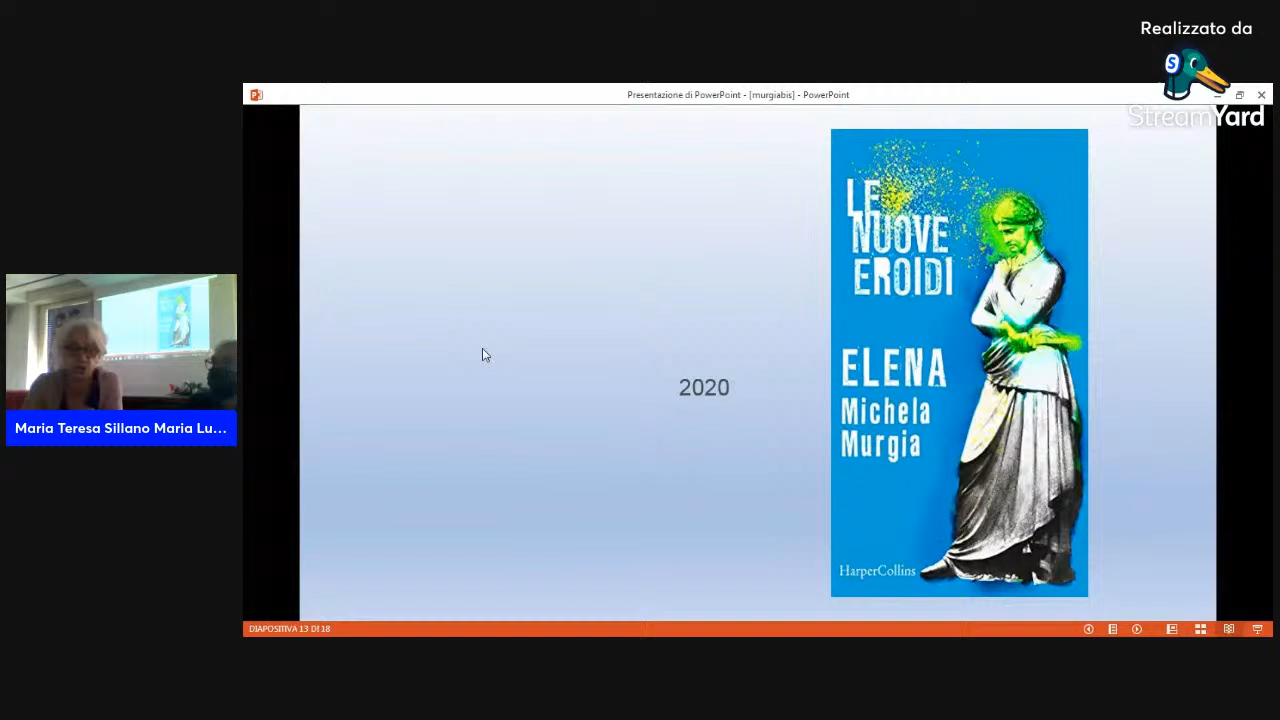 Realizzato da
StreamYard
Presentazione di PowerPoint - [murgiabis] - PowerPoint
LE
NUOVE
EROIDI
ELENA
Michela
Murgia
HarperCollins
2020
Maria Teresa Sillano Maria Lu...
DIAPOSITIVA 13 DI 18